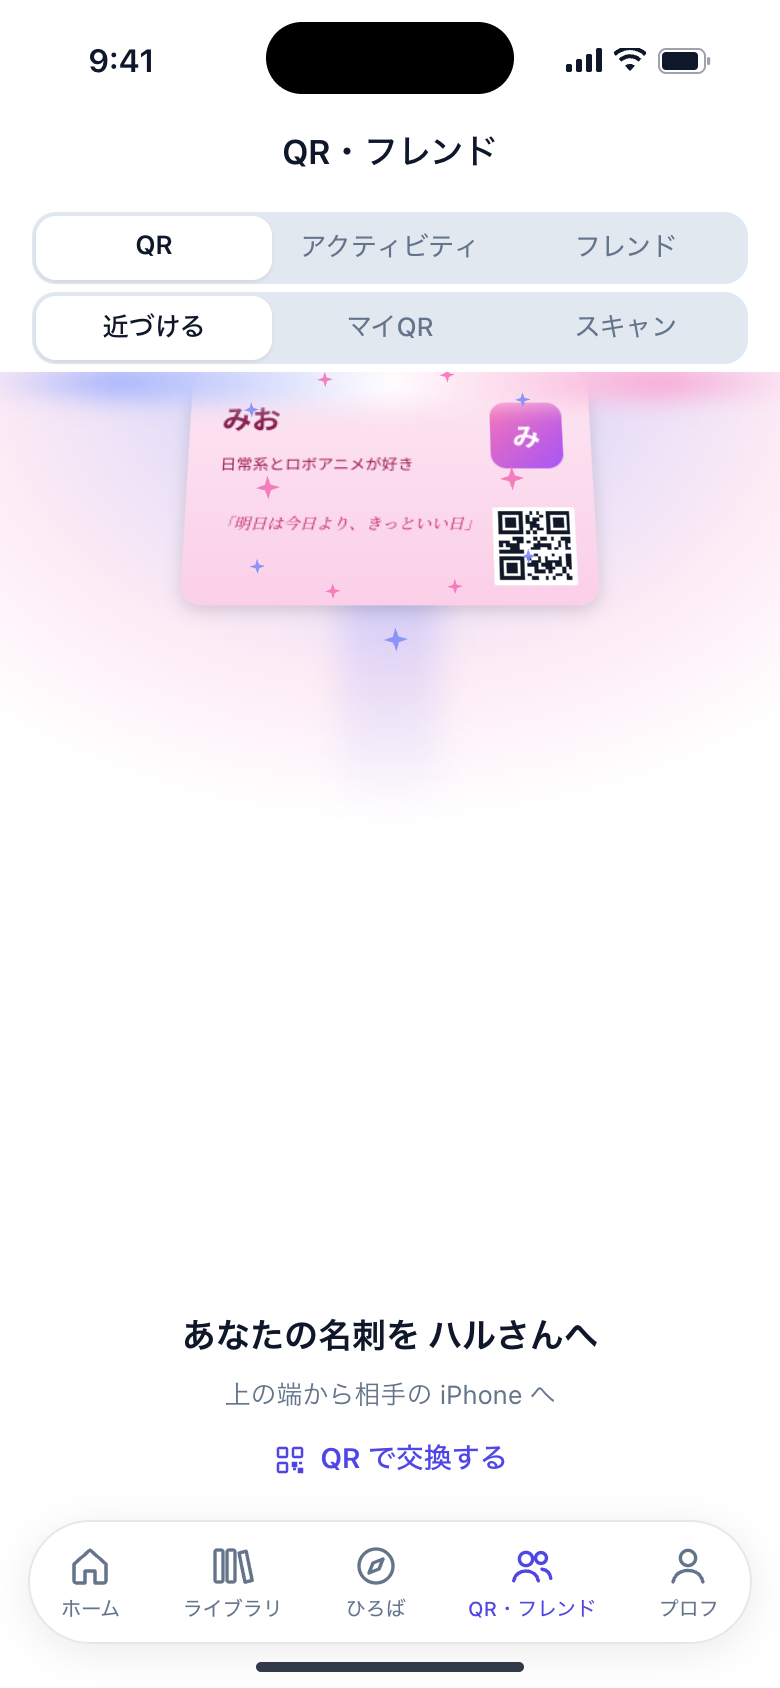 9:41
QR・フレンド
QR アクティビティ フレンド
近づける マイQR スキャン
みお
み
日常系とロボアニメが好き
「明日は今日より、きっといい日」
あなたの名刺を ハルさんへ
上の端から相手の iPhone へ
QR で交換する
ホーム ライブラリ ひろば QR・フレンド プロフ